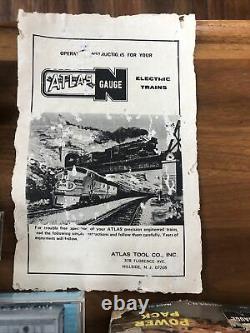 OPERATING INSTRUCTIONS FOR YOUR
ATLAS N GAUGE
ELECTRIC
TRAINS
For trouble free operation of your ATLAS precision engineered train,
read the following simple instructions and follow them carefully. Years of
enjoyment will follow.
ATLAS TOOL CO., INC.
378 FLORENCE AVE.
HILLSIDE, N. J. 07205
POWER
PACK